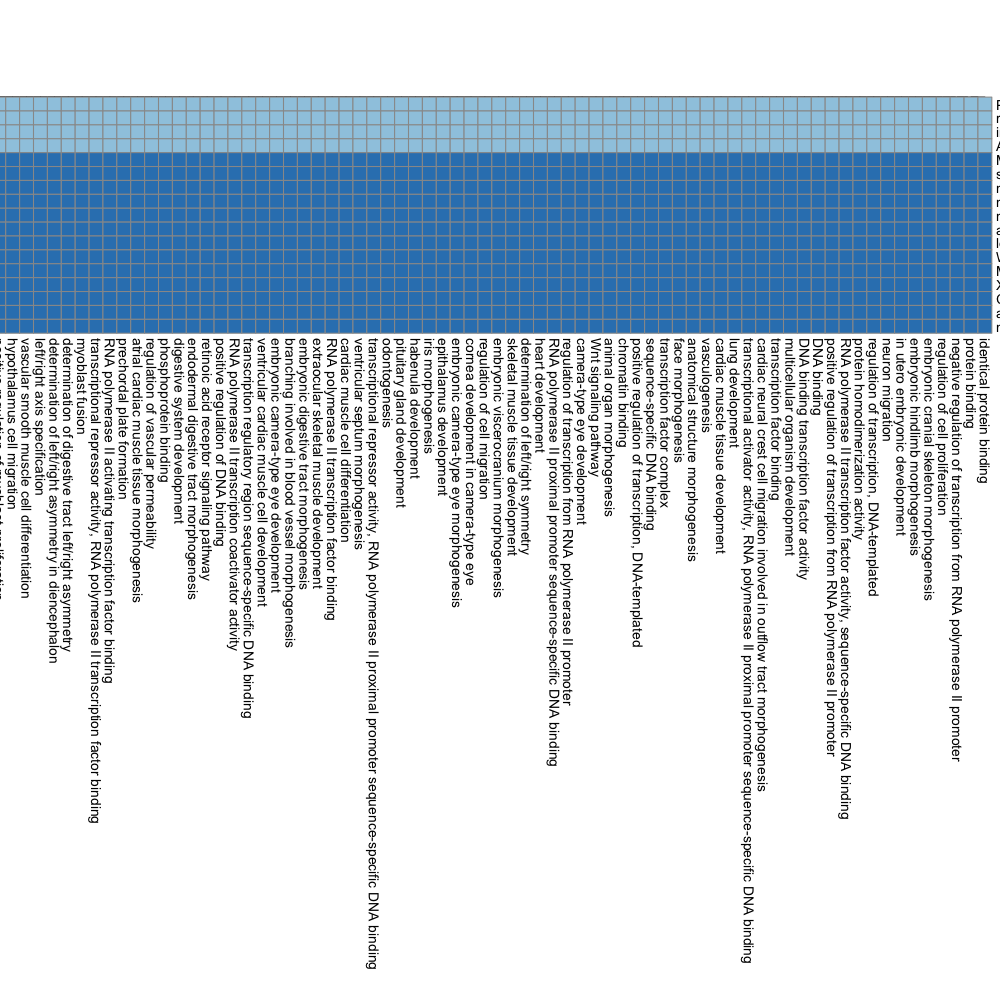 identical protein binding
protein binding
negative regulation of transcription from RNA polymerase II promoter
regulation of cell proliferation
embryonic cranial skeleton morphogenesis
embryonic hindlimb morphogenesis
in utero embryonic development
neuron migration
regulation of transcription, DNA-templated
protein homodimerization activity
RNA polymerase II transcription factor activity, sequence-specific DNA binding
positive regulation of transcription from RNA polymerase II promoter
DNA binding
DNA binding transcription factor activity
multicellular organism development
transcription factor binding
cardiac neural crest cell migration involved in outflow tract morphogenesis
transcriptional activator activity, RNA polymerase II proximal promoter sequence-specific DNA binding
lung development
cardiac muscle tissue development
vasculogenesis
anatomical structure morphogenesis
face morphogenesis
transcription factor complex
sequence-specific DNA binding
positive regulation of transcription, DNA-templated
chromatin binding
animal organ morphogenesis
Wnt signaling pathway
camera-type eye development
regulation of transcription from RNA polymerase II promoter
RNA polymerase II proximal promoter sequence-specific DNA binding
heart development
determination of left/right symmetry
skeletal muscle tissue development
embryonic viscerocranium morphogenesis
regulation of cell migration
cornea development in camera-type eye
embryonic camera-type eye morphogenesis
epithalamus development
iris morphogenesis
habenula development
pituitary gland development
odontogenesis
transcriptional repressor activity, RNA polymerase II proximal promoter sequence-specific DNA binding
ventricular septum morphogenesis
cardiac muscle cell differentiation
RNA polymerase II transcription factor binding
extraocular skeletal muscle development
embryonic digestive tract morphogenesis
branching involved in blood vessel morphogenesis
embryonic camera-type eye development
ventricular cardiac muscle cell development
transcription regulatory region sequence-specific DNA binding
RNA polymerase II transcription coactivator activity
positive regulation of DNA binding
retinoic acid receptor signaling pathway
endodermal digestive tract morphogenesis
digestive system development
phosphoprotein binding
regulation of vascular permeability
atrial cardiac muscle tissue morphogenesis
prechordal plate formation
RNA polymerase II activating transcription factor binding
transcriptional repressor activity, RNA polymerase II transcription factor binding
myoblast fusion
determination of digestive tract left/right asymmetry
determination of left/right asymmetry in diencephalon
left/right axis specification
vascular smooth muscle cell differentiation
hypothalamus cell migration